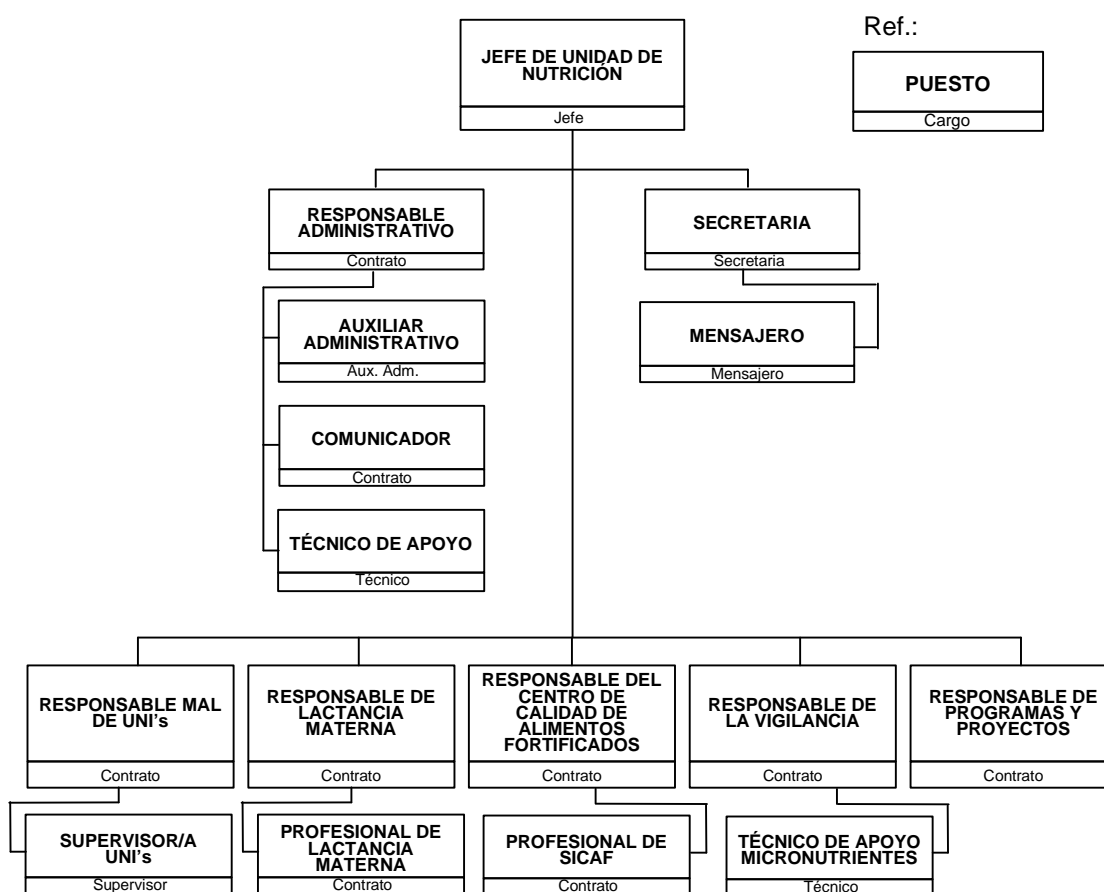 Ref.:
JEFE DE UNIDAD DE
NUTRICIÓN
Jefe
PUESTO
Cargo
RESPONSABLE
ADMINISTRATIVO
Contrato
SECRETARIA
Secretaria
AUXILIAR
ADMINISTRATIVO
Aux. Adm.
MENSAJERO
Mensajero
COMUNICADOR
Contrato
TÉCNICO DE APOYO
Técnico
RESPONSABLE MAL
DE UNI's
Contrato
RESPONSABLE DE
LACTANCIA
MATERNA
Contrato
RESPONSABLE DEL
CENTRO DE
CALIDAD DE
ALIMENTOS
FORTIFICADOS
Contrato
RESPONSABLE DE
LA VIGILANCIA
Contrato
RESPONSABLE DE
PROGRAMAS Y
PROYECTOS
Contrato
SUPERVISOR/A
UNI's
Supervisor
PROFESIONAL DE
LACTANCIA
MATERNA
Contrato
PROFESIONAL DE
SICAF
Contrato
TÉCNICO DE APOYO
MICRONUTRIENTES
Técnico